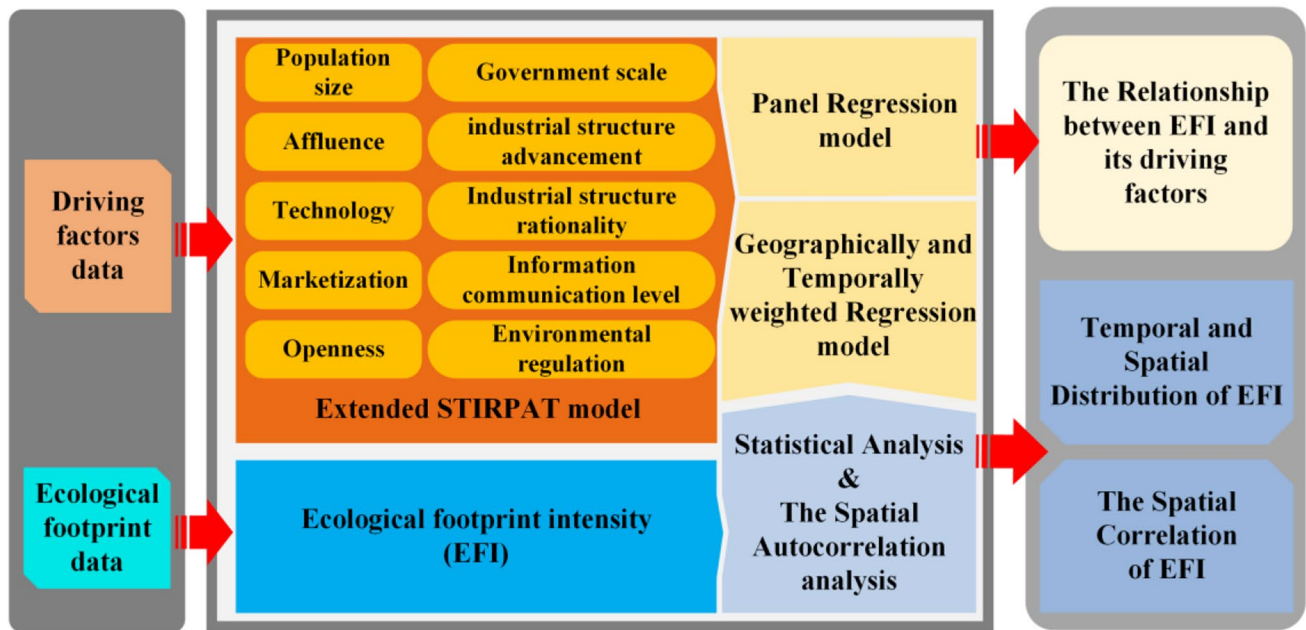 Driving
factors
data
Ecological
footprint
data
Population
size
Government scale
Affluence
industrial structure
advancement
Technology
Industrial structure
rationality
Marketization
Information
communication level
Openness
Environmental
regulation
Extended STIRPAT model
Ecological footprint intensity
(EFI)
Panel Regression
model
Geographically and
Temporally
weighted Regression
model
Statistical Analysis
&
The Spatial
Autocorrelation
analysis
The Relationship
between EFI and
its driving
factors
Temporal and
Spatial
Distribution of EFI
The Spatial
Correlation
of EFI